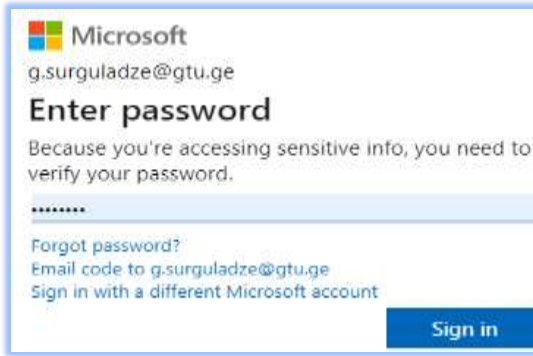 Microsoft
g.surguladze@gtu.ge
Enter password
Because you're accessing sensitive info, you need to
verify your password.
••••••••
Forgot password?
Email code to g.surguladze@gtu.ge
Sign in with a different Microsoft account
Sign in